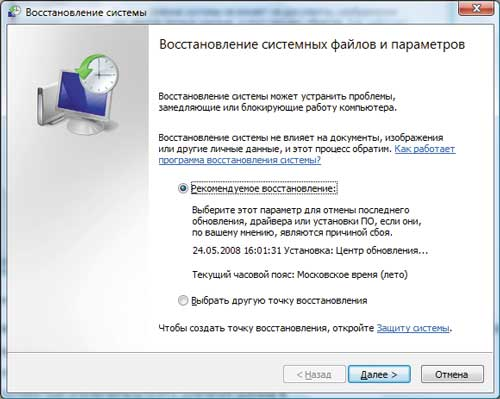 Восстановление системы
Восстановление системных файлов и параметров
Восстановление системы может устранить проблемы,
замедляющие или блокирующие работу компьютера.
Восстановление системы не влияет на документы, изображения
или другие личные данные, и этот процесс обратим. Как работает
программа восстановления системы?
Рекомендуемое восстановление:
Выберите этот параметр для отмены последнего
обновления, драйвера или установки ПО, если они,
по вашему мнению, являются причиной сбоя.
24.05.2008 16:01:31 Установка: Центр обновления...
Текущий часовой пояс: Московское время (лето)
Выбрать другую точку восстановления
Чтобы создать точку восстановления, откройте Защиту системы.
< Назад Далее > Отмена